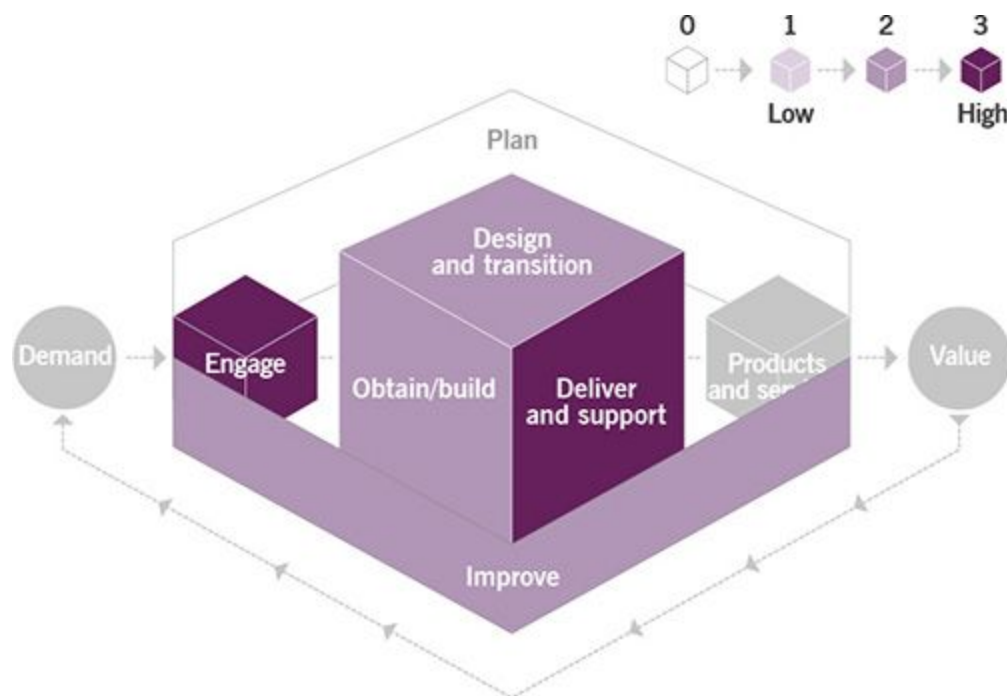 0 1 2 3
Low High
Plan
Design
and transition
Demand
Engage
Obtain/build
Deliver
and support
Products
and
Value
Improve